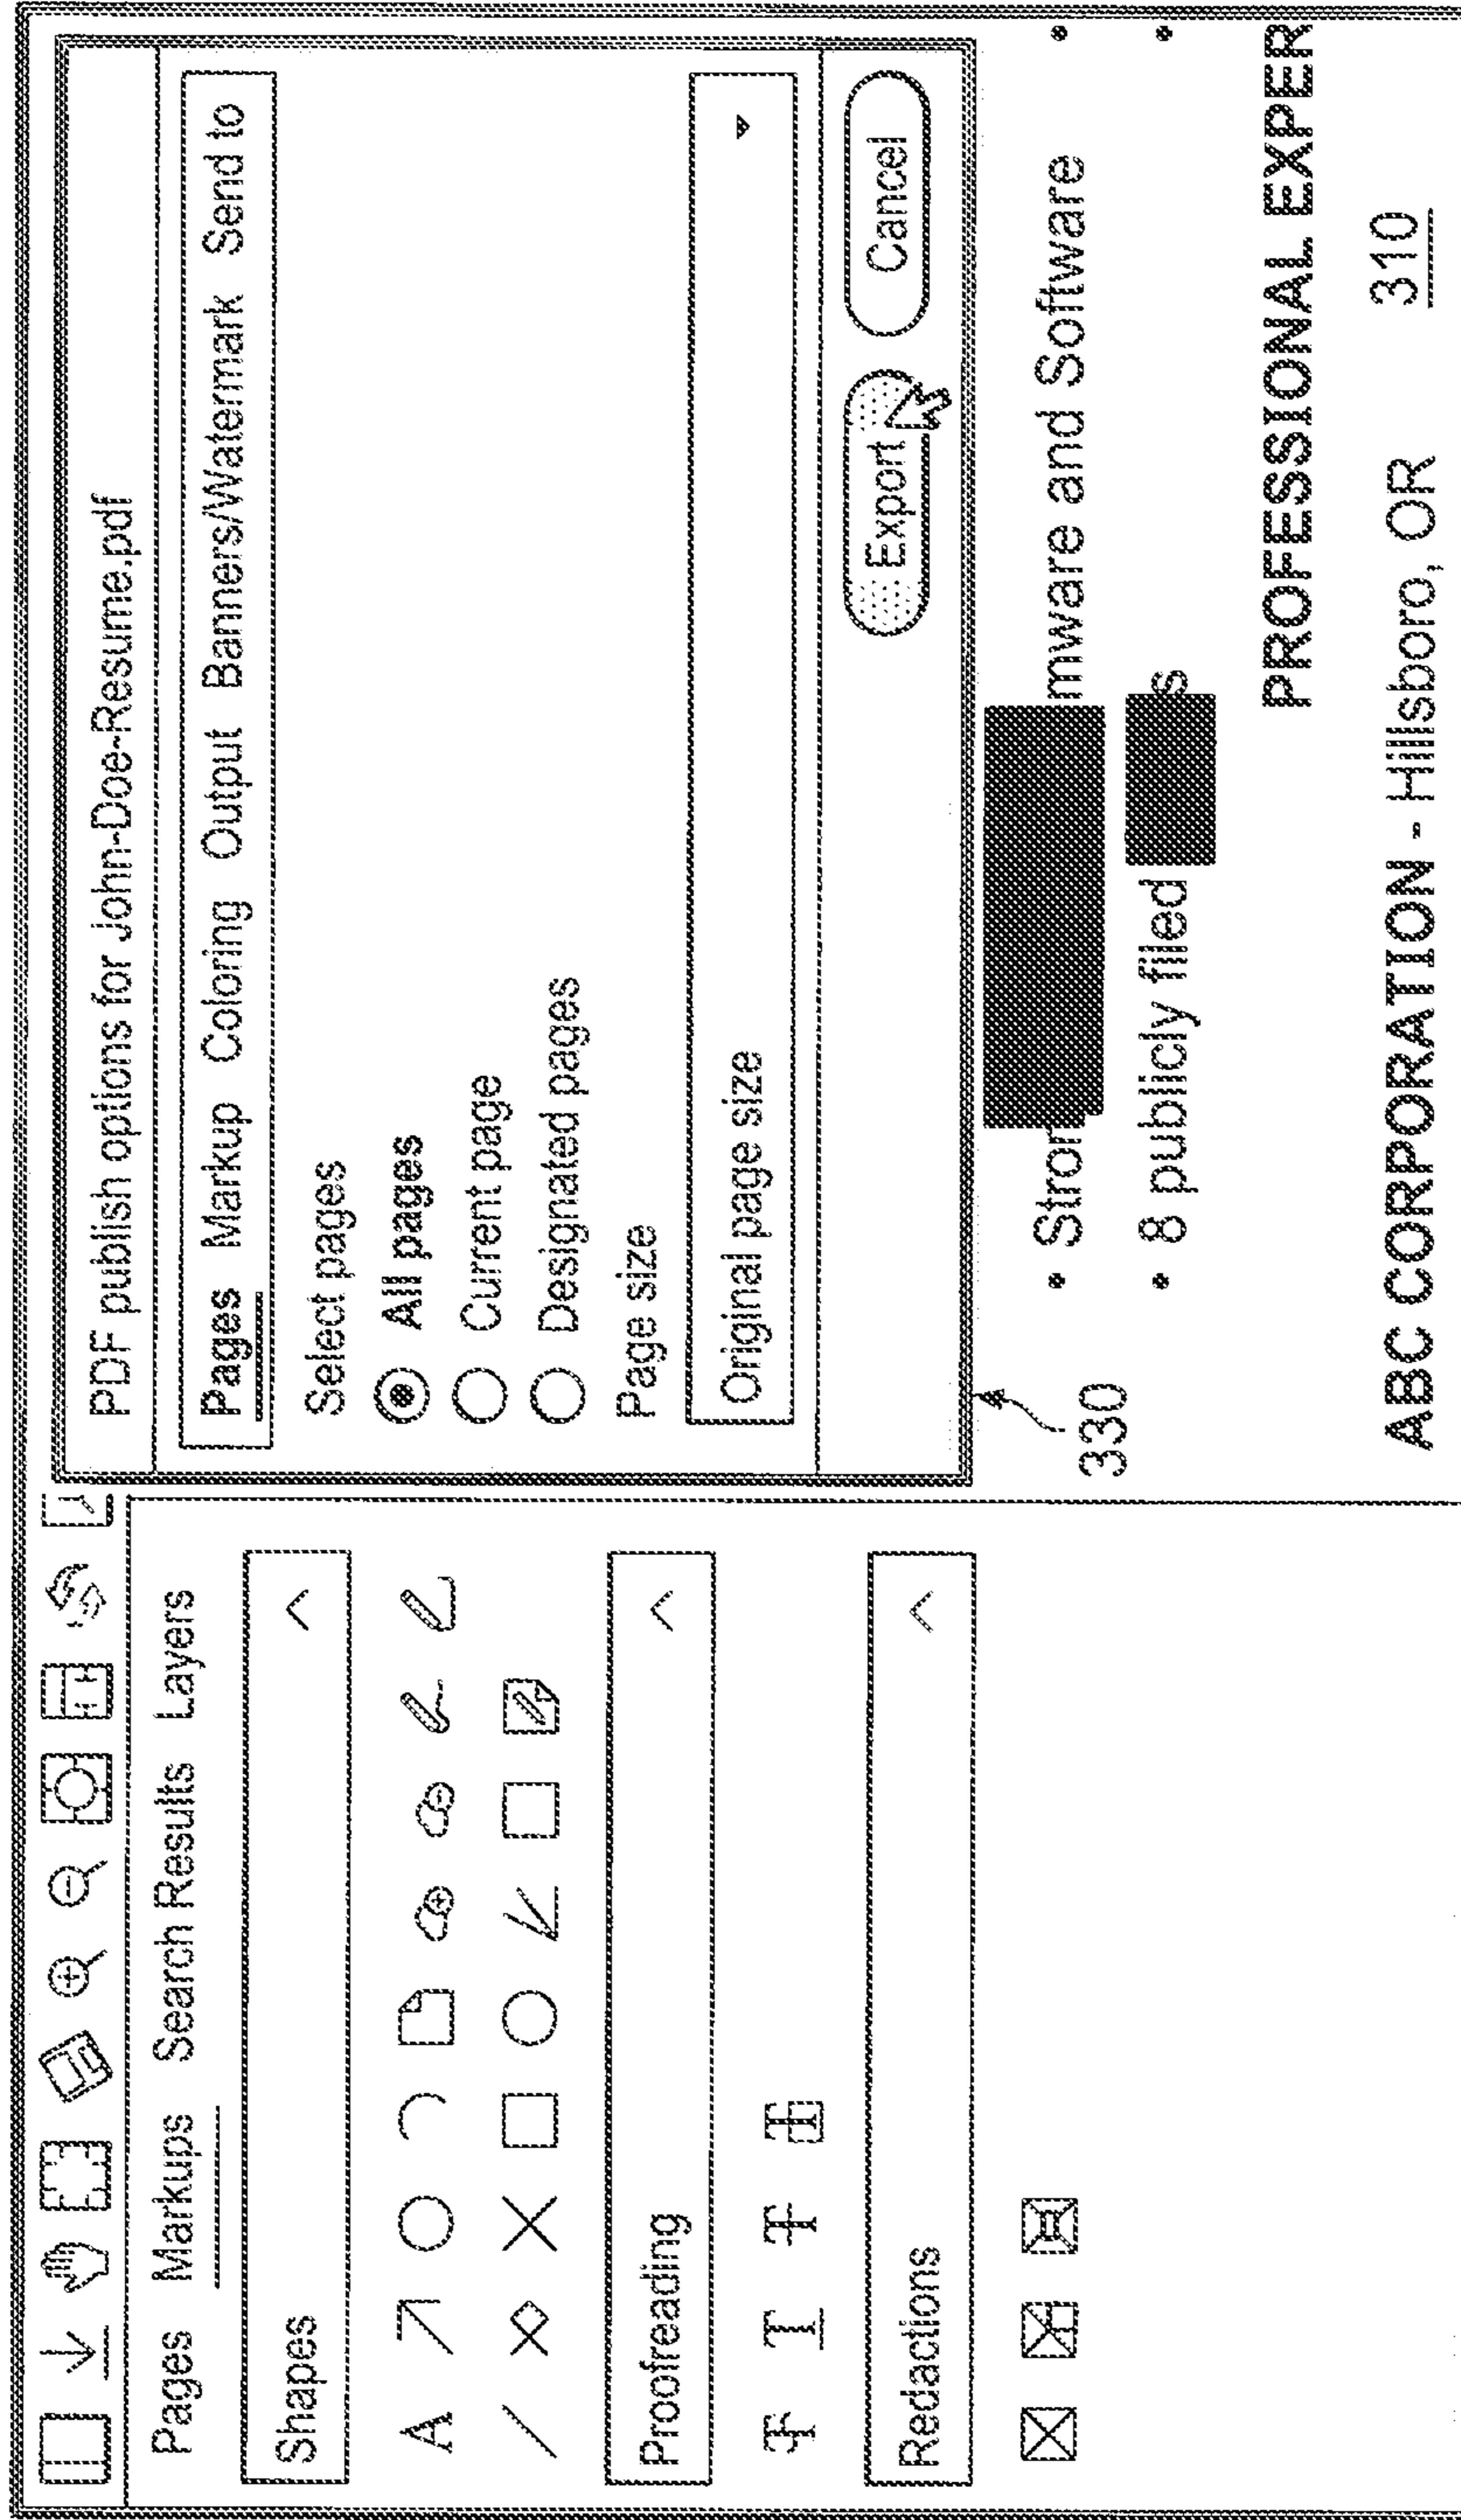 Pages Markups Search Results Layers
Shapes
A
Proofreading
T T T T
Redactions
PDF publish options for John-Doe-Resume.pdf
Pages Markup Coloring Output Banners/Watermark Send to
Select pages
All pages
Current page
Designated pages
Page size
Original page size
Export Cancel
330
• Stron mware and Software •
• 8 publicly filled s •
PROFESSIONAL EXPER
ABC CORPORATION - Hillsboro, OR 310